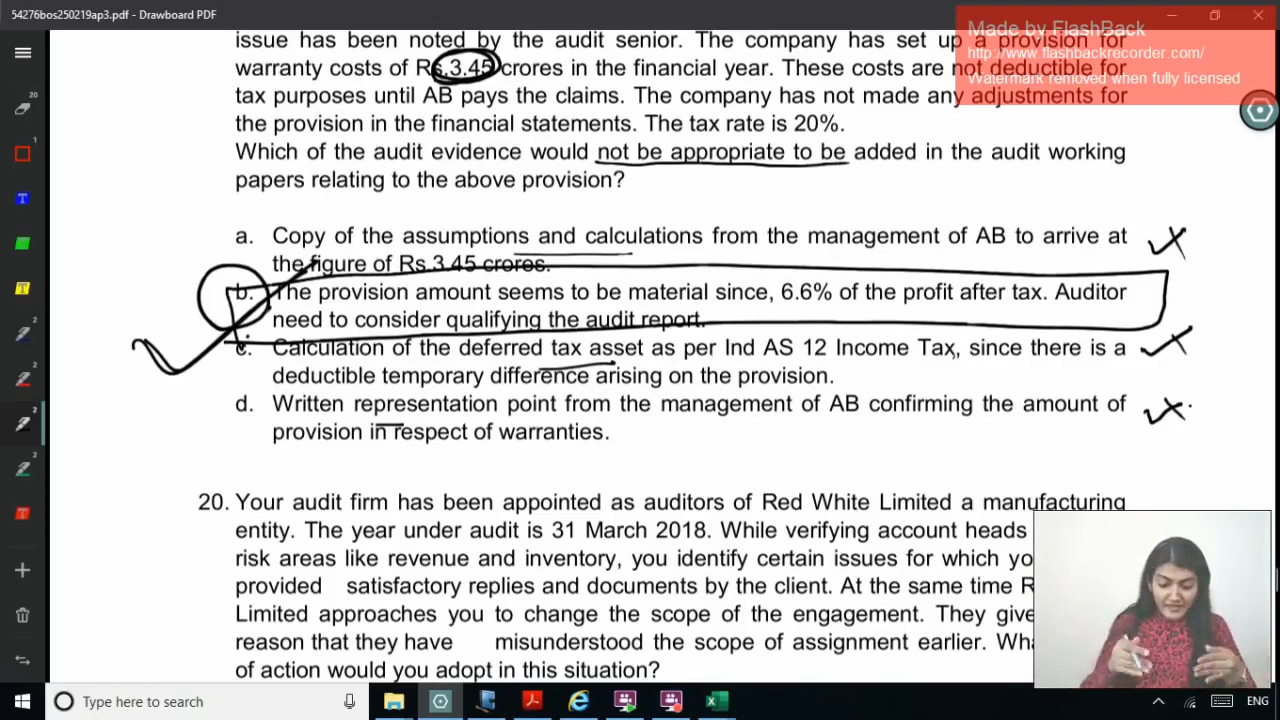 54276bos250219ap3.pdf - Drawboard PDF
Made by FlashBack
http://www.flashbackrecorder.com/
Watermark removed when fully licensed
issue has been noted by the audit senior. The company has set up a provision for
warranty costs of Rs.3.45 crores in the financial year. These costs are not deductible for
tax purposes until AB pays the claims. The company has not made any adjustments for
the provision in the financial statements. The tax rate is 20%.
Which of the audit evidence would not be appropriate to be added in the audit working
papers relating to the above provision?
a. Copy of the assumptions and calculations from the management of AB to arrive at
the figure of Rs.3.45 crores.
b. The provision amount seems to be material since, 6.6% of the profit after tax. Auditor
need to consider qualifying the audit report.
c. Calculation of the deferred tax asset as per Ind AS 12 Income Tax, since there is a
deductible temporary difference arising on the provision.
d. Written representation point from the management of AB confirming the amount of
provision in respect of warranties.
20. Your audit firm has been appointed as auditors of Red White Limited a manufacturing
entity. The year under audit is 31 March 2018. While verifying account heads
risk areas like revenue and inventory, you identify certain issues for which yo
provided satisfactory replies and documents by the client. At the same time R
Limited approaches you to change the scope of the engagement. They give
reason that they have misunderstood the scope of assignment earlier. Wh
of action would you adopt in this situation?
Type here to search
ENG